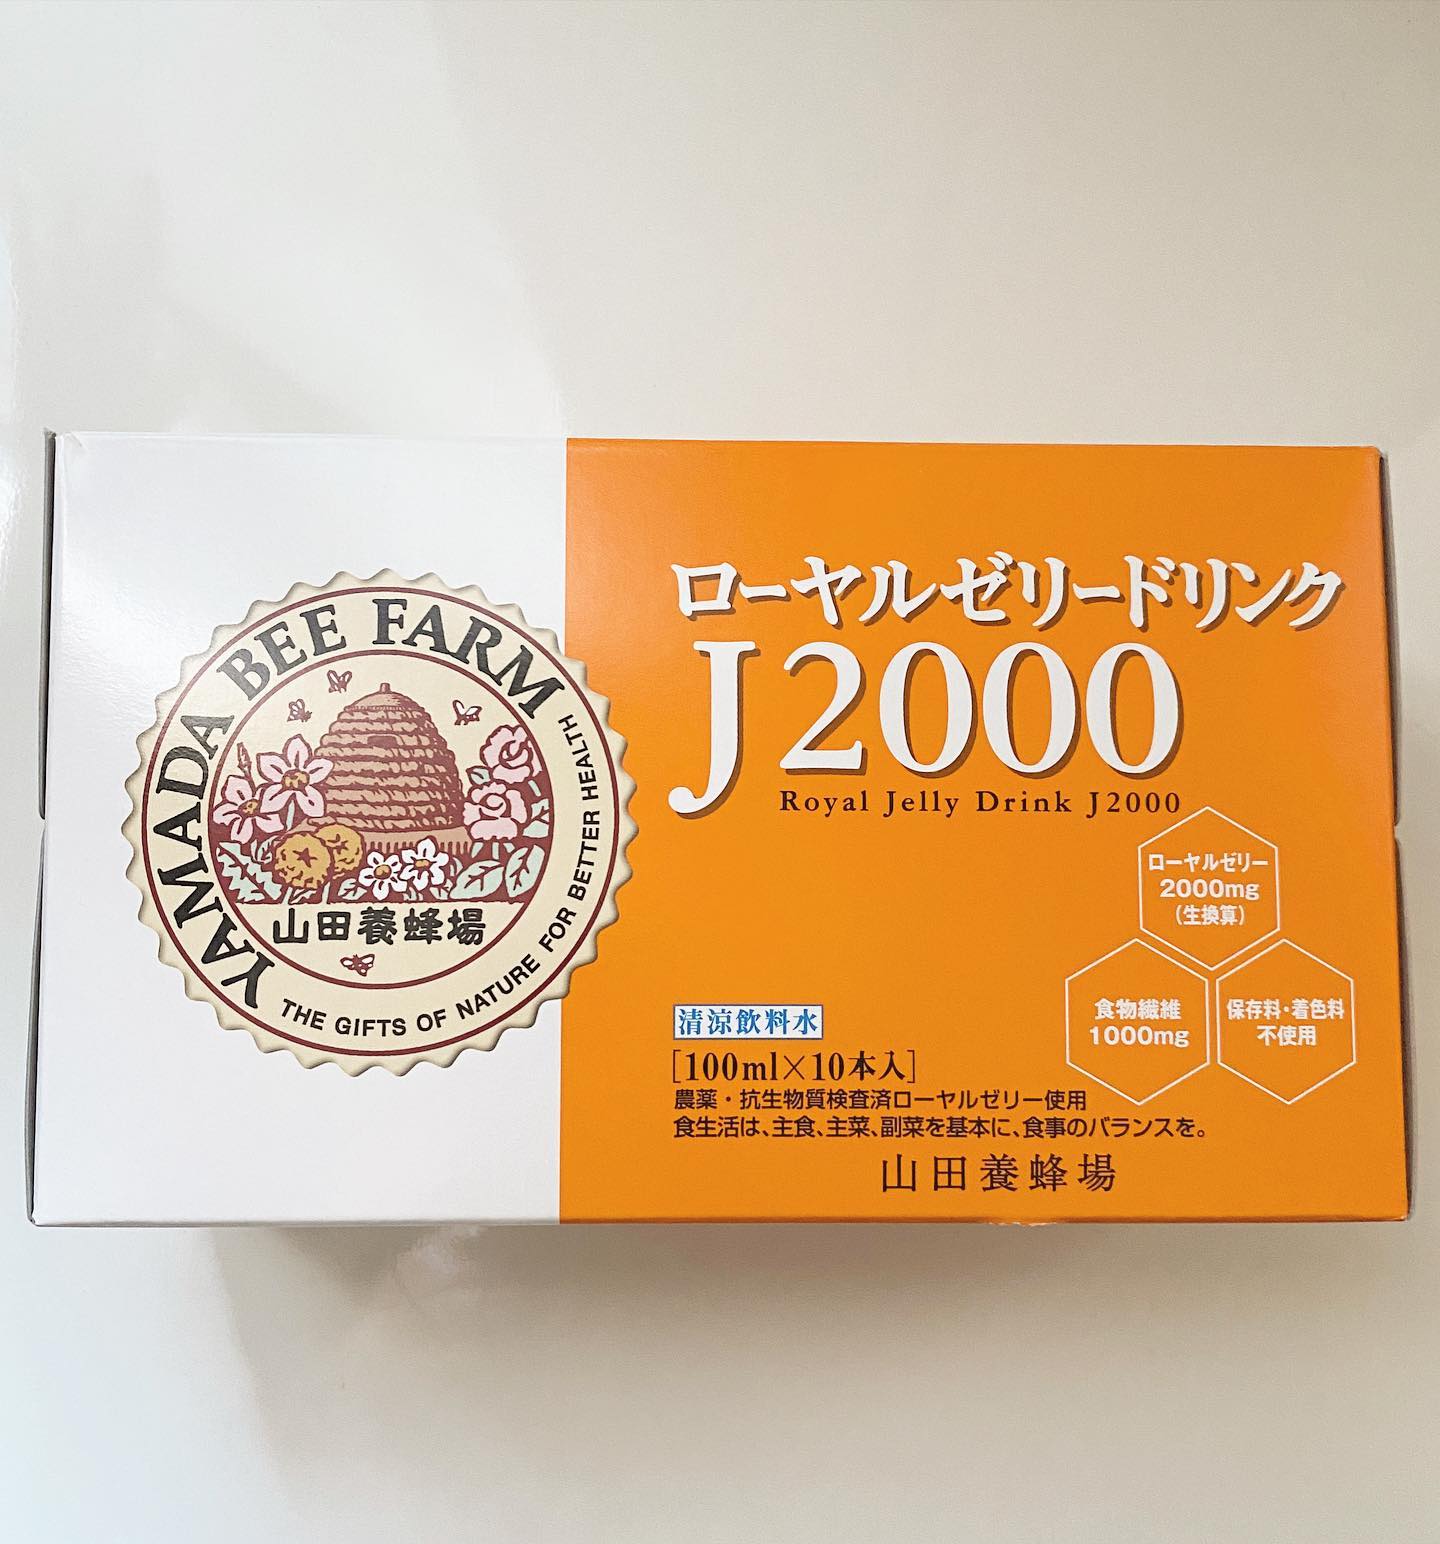 YAMADA BEE FARM
THE GIFTS OF NATURE FOR BETTER HEALTH
山田養蜂場
ローヤルゼリードリンク
J2000
Royal Jelly Drink J2000
ローヤルゼリー
2000mg
(生換算)
食物繊維
1000mg
保存料・着色料
不使用
清涼飲料水
[100ml×10本入]
農薬・抗生物質検査済ローヤルゼリー使用
食生活は、主食、主菜、副菜を基本に、食事のバランスを。
山田養蜂場